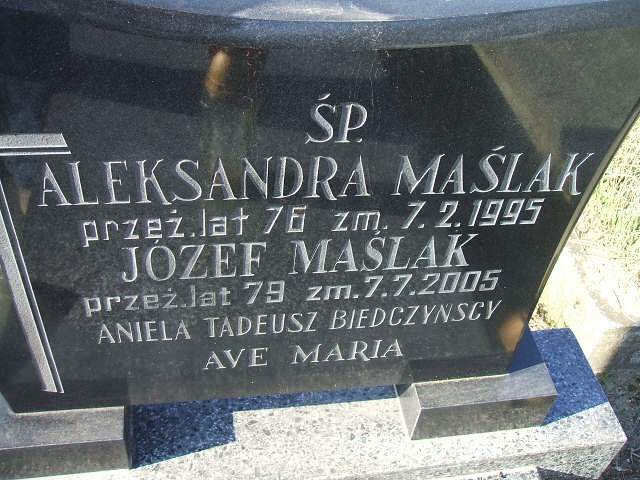 ŚP.
ALEKSANDRA MAŚLAK
przeż.lat 76 zm. 7.2.1995
JÓZEF MAŚLAK
przeż.lat 79 zm.7.7.2005
ANIELA TADEUSZ BIEDCZYNSCY
AVE MARIA